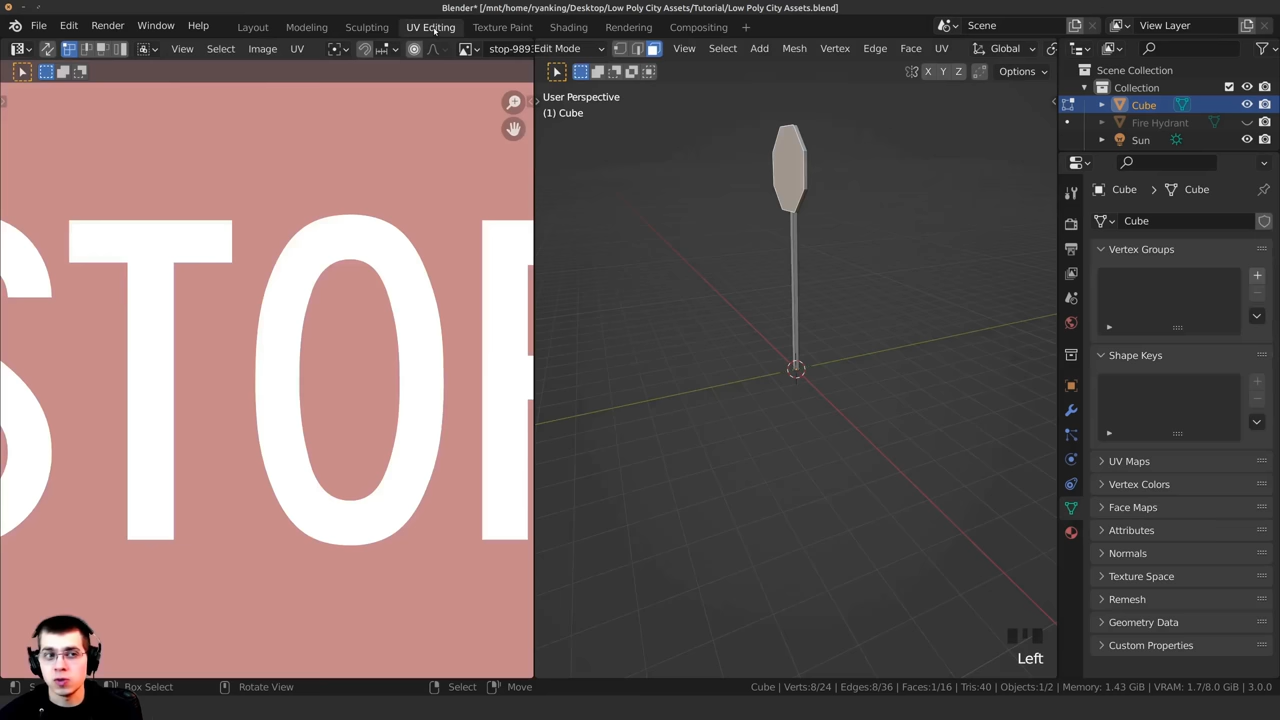 Blender* [/mnt/home/ryanking/Desktop/Low Poly City Assets/Tutorial/Low Poly City Assets.blend]
File Edit Render Window Help Layout Modeling Sculpting UV Editing Texture Paint Shading Rendering Compositing + Scene View Layer
View Select Image UV stop-989 Edit Mode View Select Add Mesh Vertex Edge Face UV Global
X Y Z Options
Scene Collection
Collection
Cube
Fire Hydrant
Sun
User Perspective
(1) Cube
STOP
Cube > Cube
Cube
Vertex Groups
Shape Keys
UV Maps
Vertex Colors
Face Maps
Attributes
Normals
Texture Space
Remesh
Geometry Data
Custom Properties
Left
Box Select Rotate View Select Move Cube | Verts:8/24 | Edges:8/36 | Faces:1/16 | Tris:40 | Objects:1/2 | Memory: 1.43 GiB | VRAM: 1.7/8.0 GiB | 3.0.0